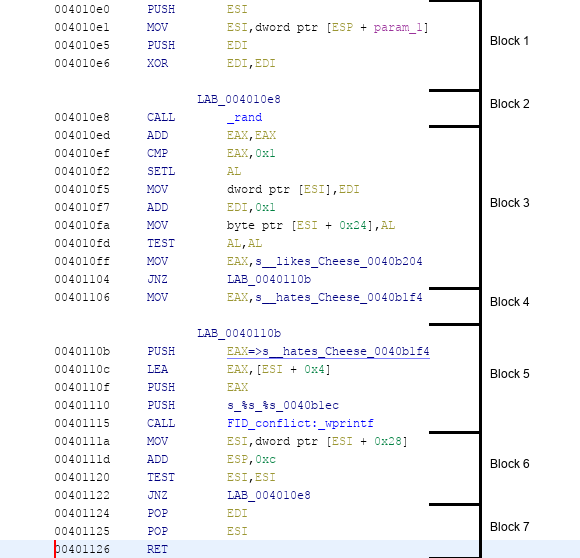 004010e0 PUSH ESI
004010e1 MOV ESI,dword ptr [ESP + param_1]
004010e5 PUSH EDI
004010e6 XOR EDI,EDI
Block 1
LAB_004010e8
Block 2
004010e8 CALL _rand
004010ed ADD EAX,EAX
004010ef CMP EAX,0x1
004010f2 SETL AL
004010f5 MOV dword ptr [ESI],EDI
004010f7 ADD EDI,0x1
Block 3
004010fa MOV byte ptr [ESI + 0x24],AL
004010fd TEST AL,AL
004010ff MOV EAX,s__likes_Cheese_0040b204
00401104 JNZ LAB_0040110b
00401106 MOV EAX,s__hates_Cheese_0040b1f4
Block 4
LAB_0040110b
0040110b PUSH EAX=>s__hates_Cheese_0040b1f4
0040110c LEA EAX,[ESI + 0x4]
Block 5
0040110f PUSH EAX
00401110 PUSH s_%s_%s_0040b1ec
00401115 CALL FID_conflict:_wprintf
0040111a MOV ESI,dword ptr [ESI + 0x28]
0040111d ADD ESP,0xc
Block 6
00401120 TEST ESI,ESI
00401122 JNZ LAB_004010e8
00401124 POP EDI
Block 7
00401125 POP ESI
00401126 RET